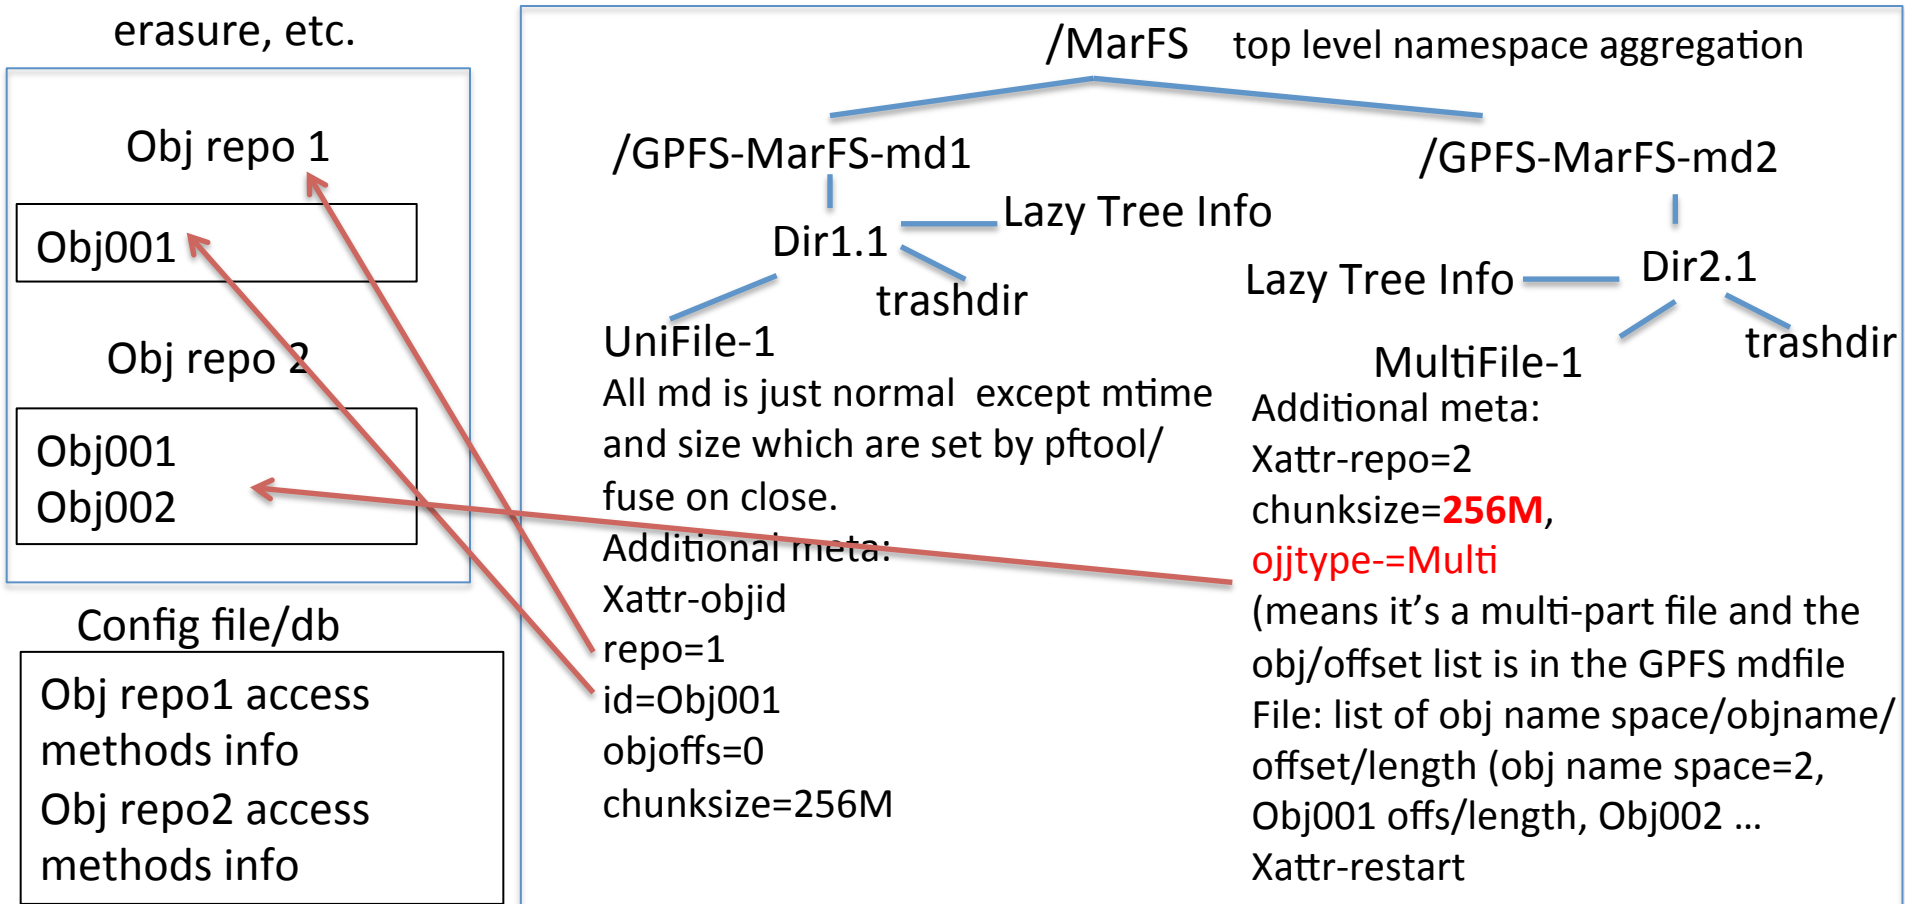 erasure, etc.
Obj repo 1
Obj001
Obj repo 2
Obj001
Obj002
Config file/db
Obj repo1 access
methods info
Obj repo2 access
methods info
/MarFS top level namespace aggregation
/GPFS-MarFS-md1
Lazy Tree Info
Dir1.1
trashdir
UniFile-1
All md is just normal except mtime
and size which are set by pftool/
fuse on close.
Additional meta:
Xattr-objid
repo=1
id=Obj001
objoffs=0
chunksize=256M
/GPFS-MarFS-md2
Lazy Tree Info
Dir2.1
trashdir
MultiFile-1
Additional meta:
Xattr-repo=2
chunksize=256M,
ojjtype-=Multi
(means it’s a multi-part file and the
obj/offset list is in the GPFS mdfile
File: list of obj name space/objname/
offset/length (obj name space=2,
Obj001 offs/length, Obj002 ...
Xattr-restart